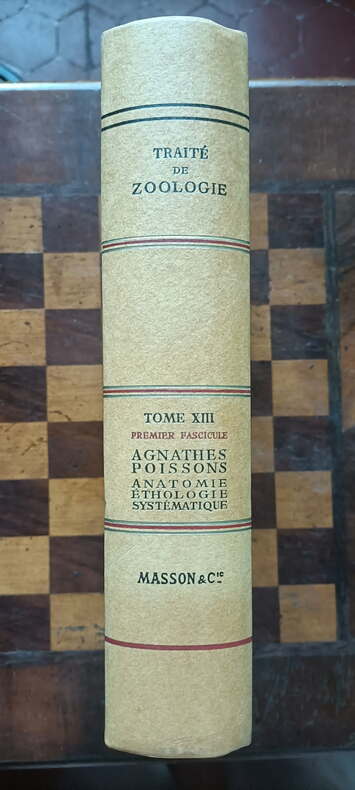 TRAITÉ
DE
ZOOLOGIE
TOME XIII
PREMIER FASCICULE
AGNATHES
POISSONS
ANATOMIE
ÉTHOLOGIE
SYSTÉMATIQUE
MASSON & Cie